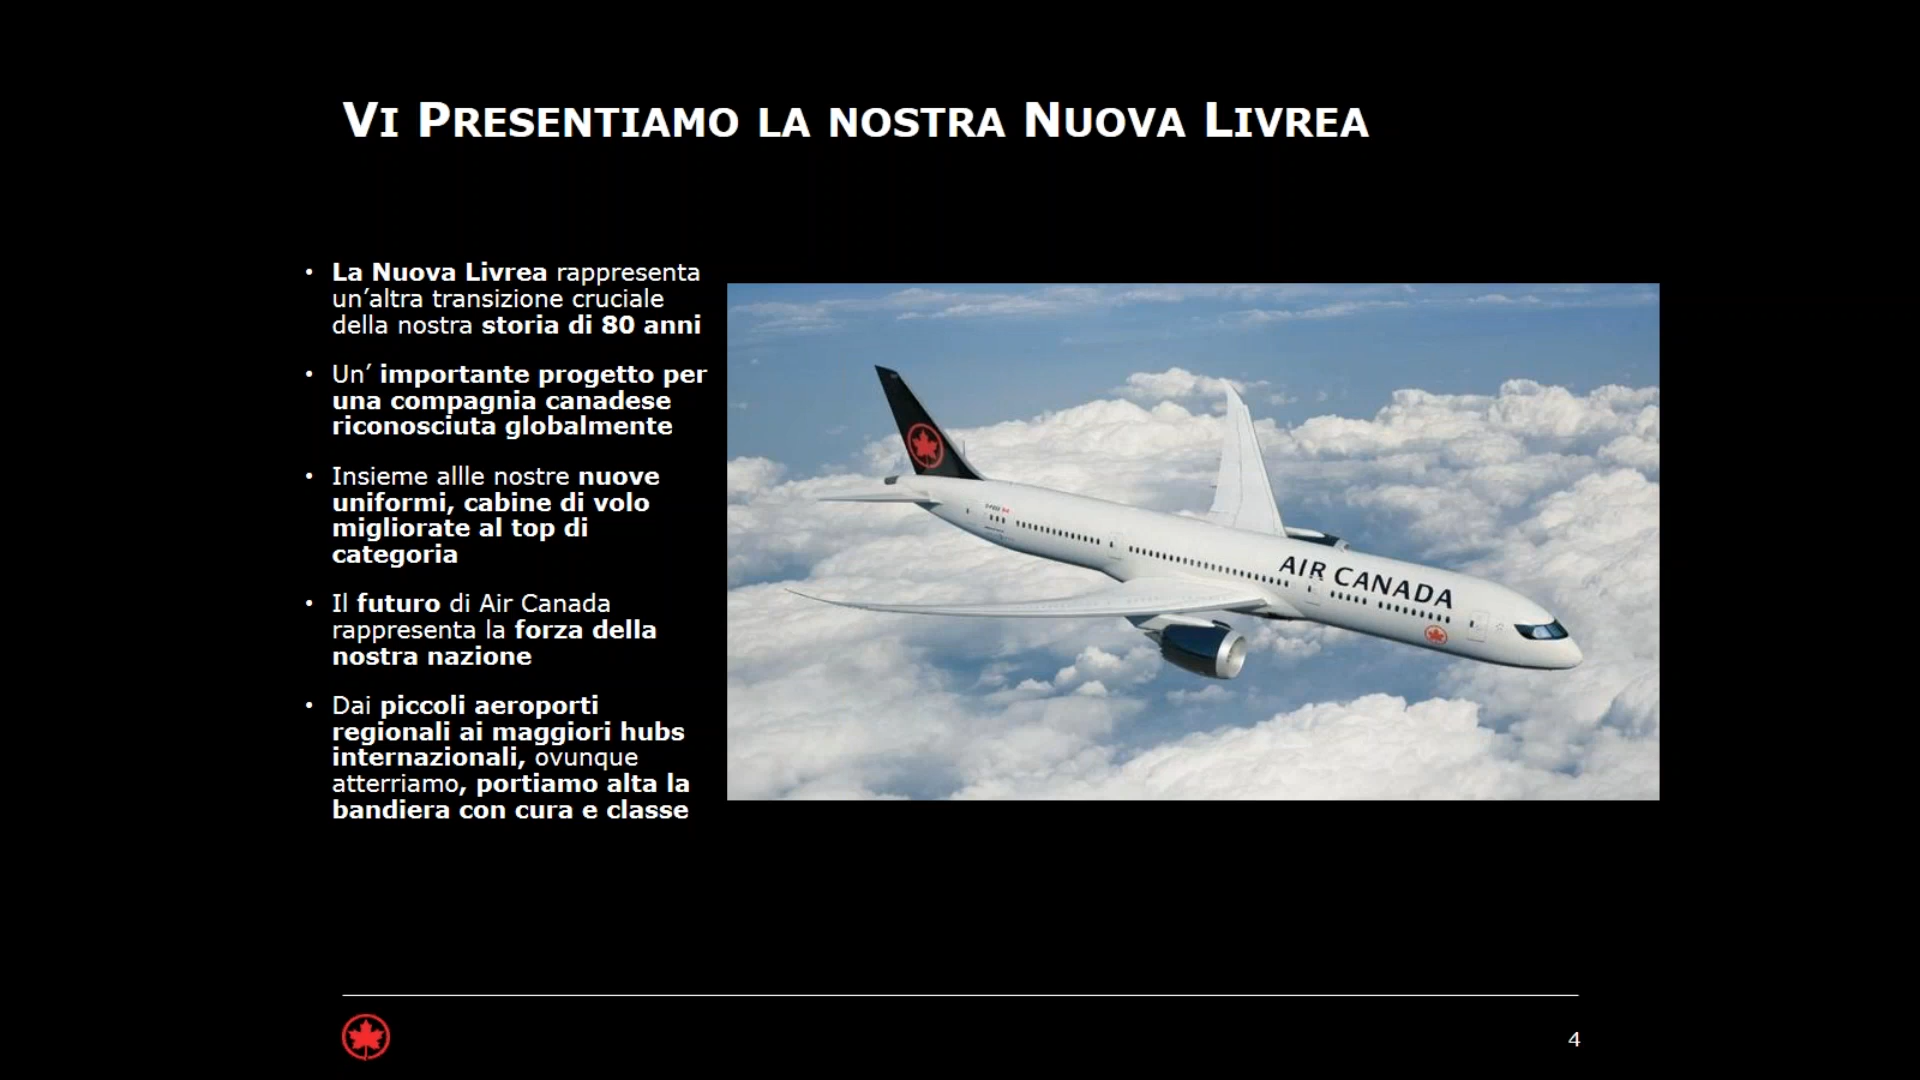 VI PRESENTIAMO LA NOSTRA NUOVA LIVREA
• La Nuova Livrea rappresenta
un’altra transizione cruciale
della nostra storia di 80 anni
• Un’ importante progetto per
una compagnia canadese
riconosciuta globalmente
• Insieme allle nostre nuove
uniformi, cabine di volo
migliorate al top di
categoria
• Il futuro di Air Canada
rappresenta la forza della
nostra nazione
• Dai piccoli aeroporti
regionali ai maggiori hubs
internazionali, ovunque
atterriamo, portiamo alta la
bandiera con cura e classe
AIR CANADA
4